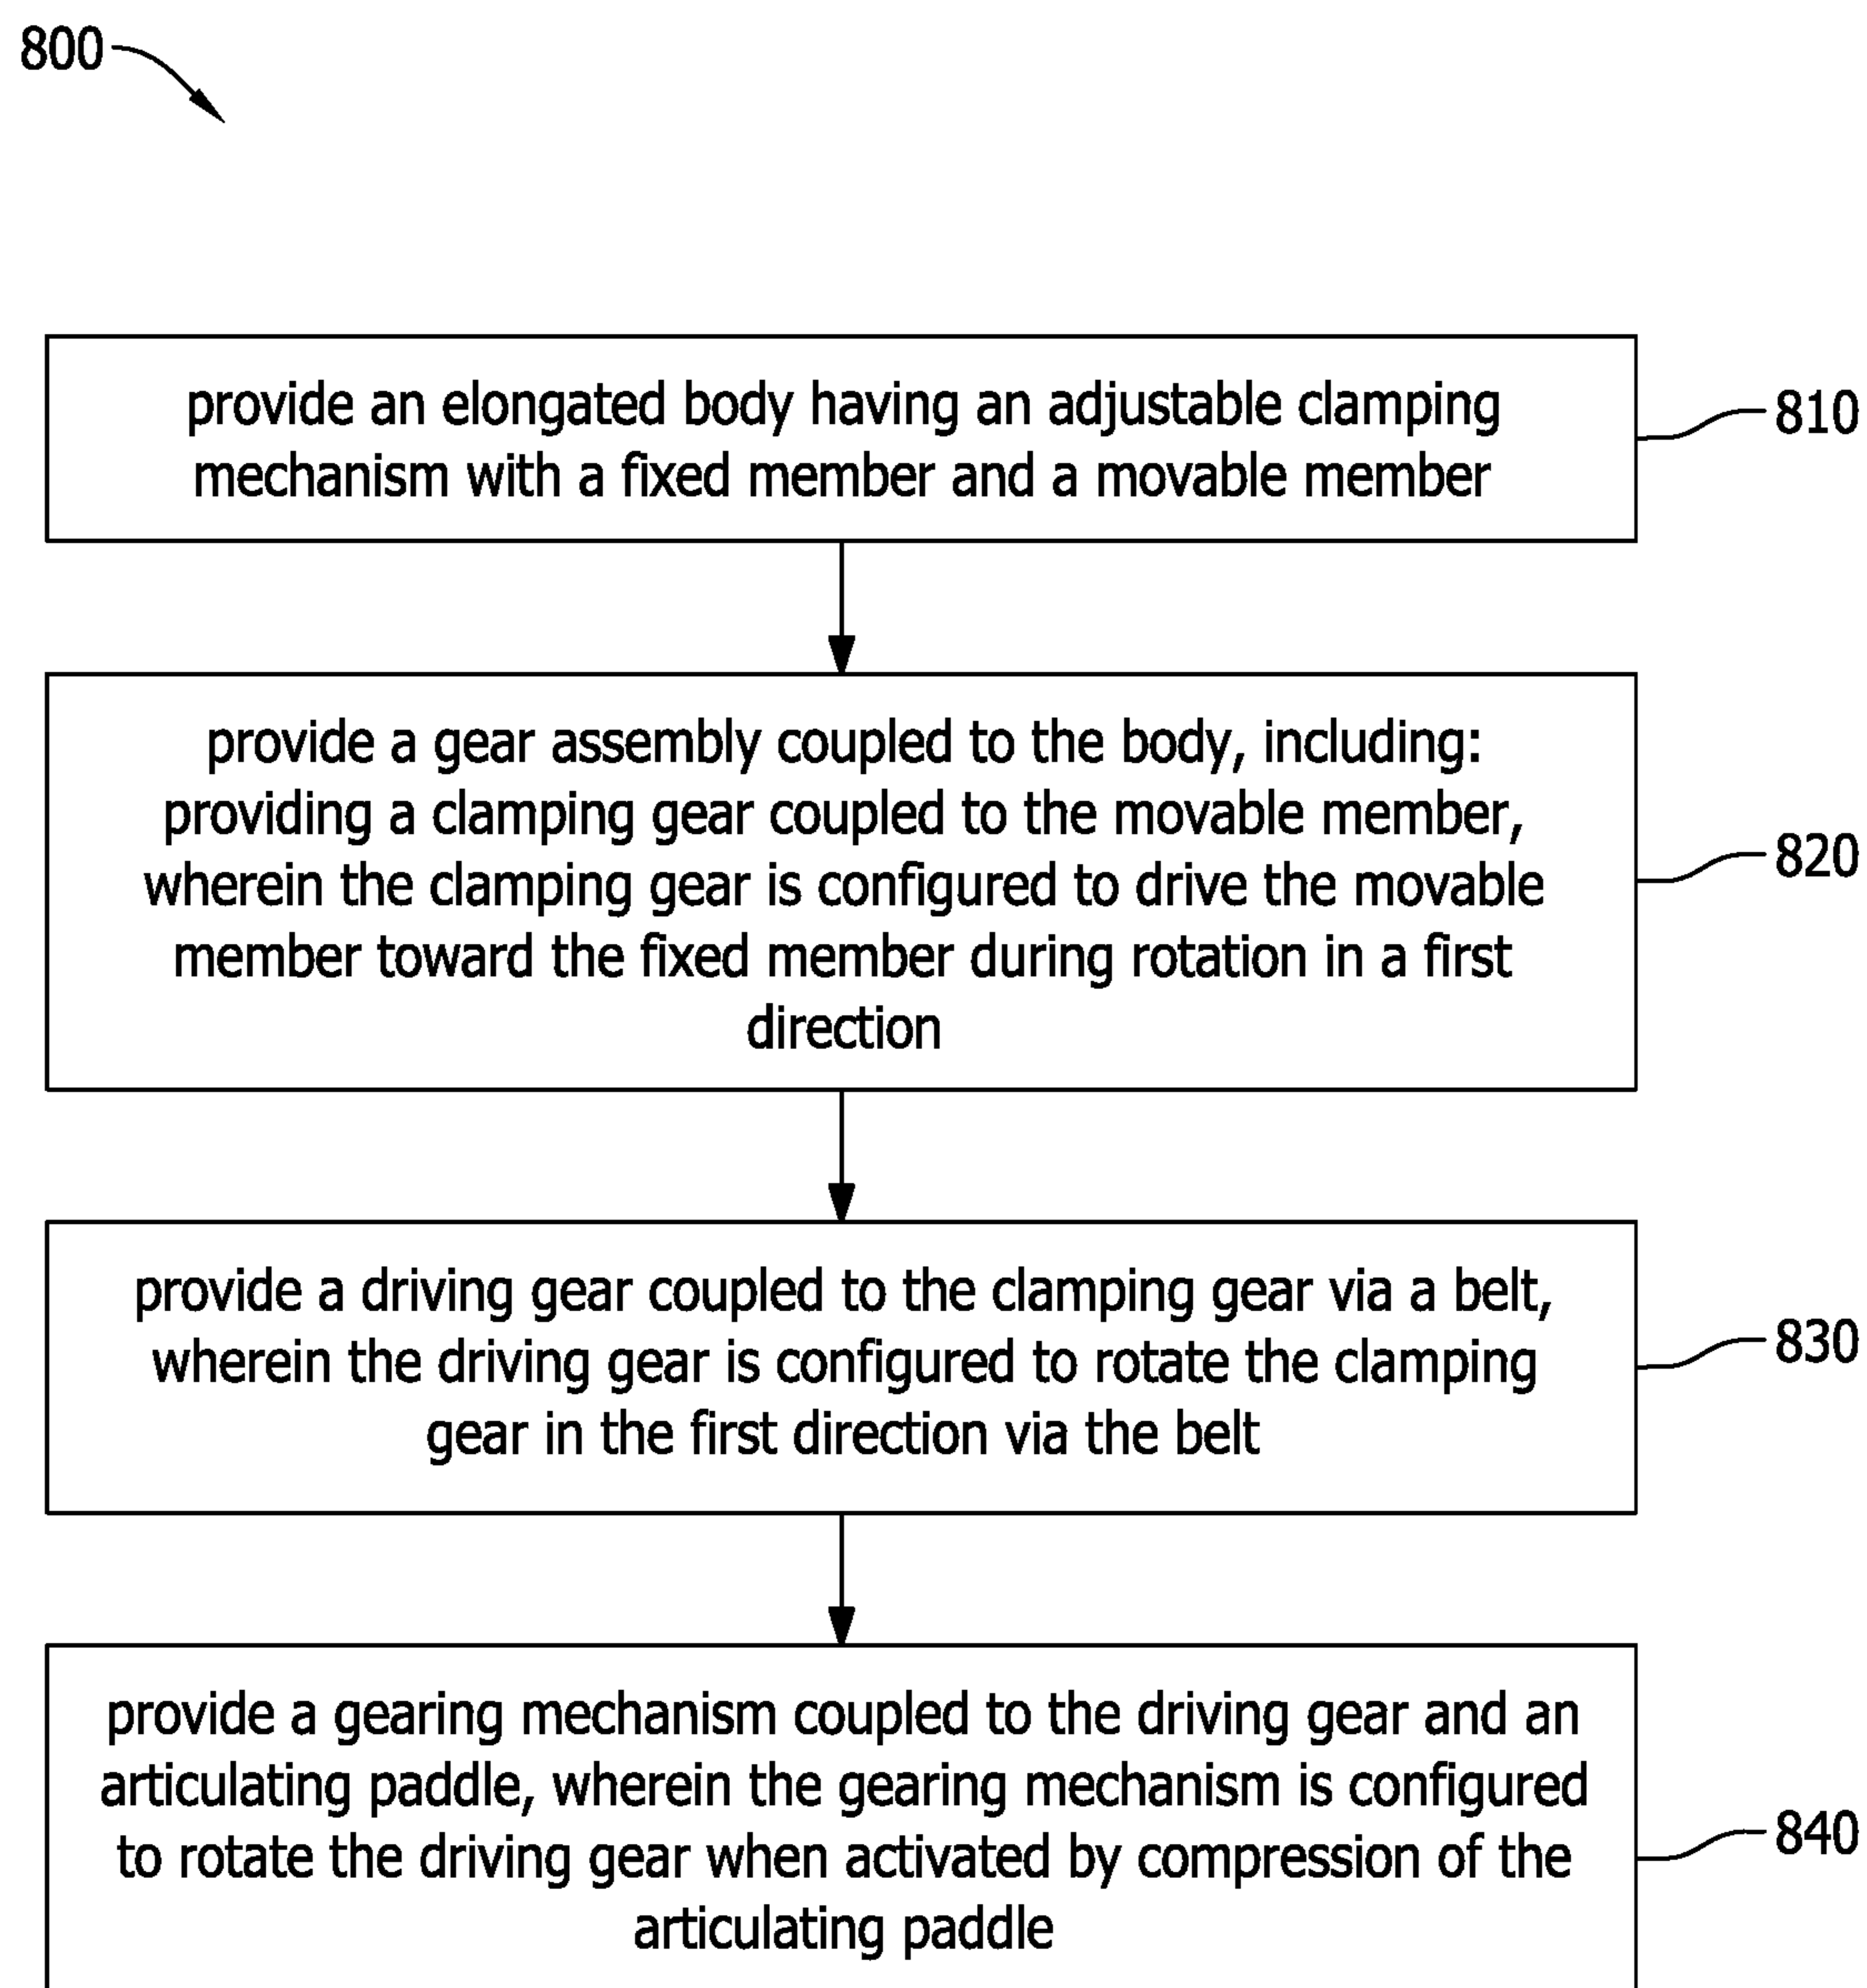 800
provide an elongated body having an adjustable clamping
mechanism with a fixed member and a movable member
810
provide a gear assembly coupled to the body, including:
providing a clamping gear coupled to the movable member,
wherein the clamping gear is configured to drive the movable
member toward the fixed member during rotation in a first
direction
820
provide a driving gear coupled to the clamping gear via a belt,
wherein the driving gear is configured to rotate the clamping
gear in the first direction via the belt
830
provide a gearing mechanism coupled to the driving gear and an
articulating paddle, wherein the gearing mechanism is configured
to rotate the driving gear when activated by compression of the
articulating paddle
840